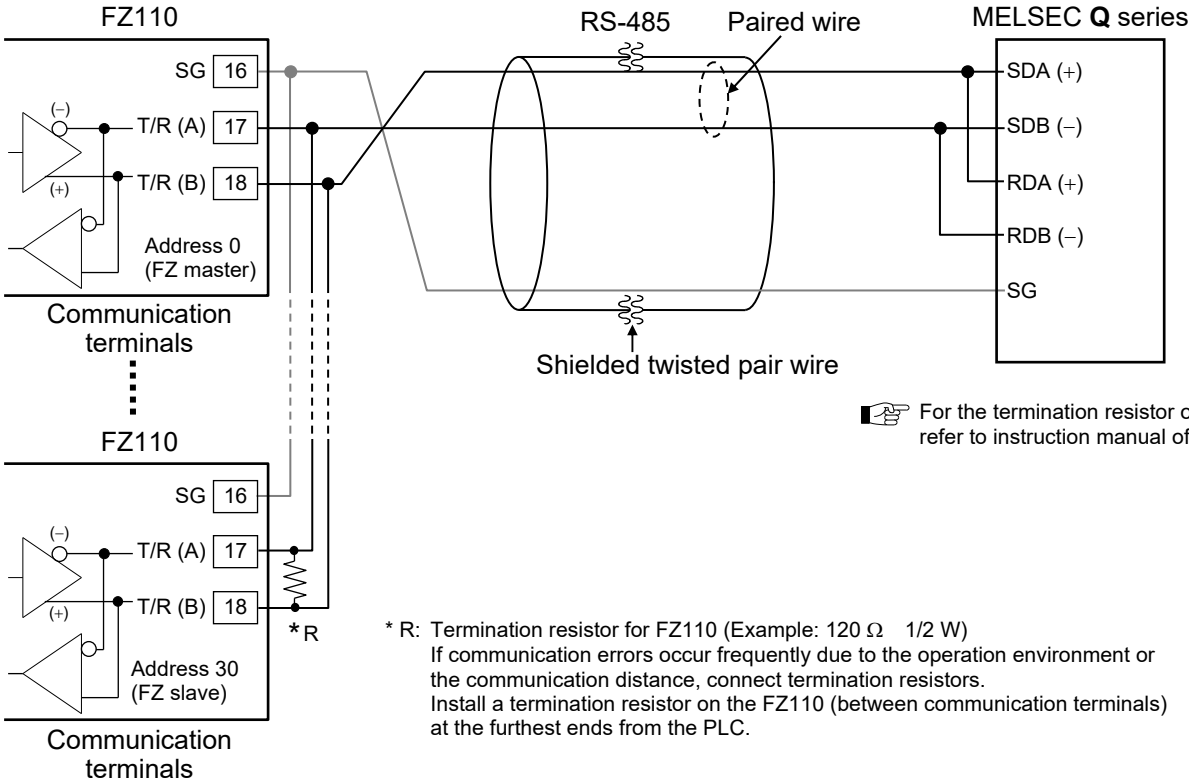 FZ110
RS-485
Paired wire
MELSEC Q series
SG 16
T/R (A) 17
T/R (B) 18
(−)
(+)
Address 0
(FZ master)
Communication
terminals
SDA (+)
SDB (−)
RDA (+)
RDB (−)
SG
Shielded twisted pair wire
For the termination resistor
refer to instruction manual of
FZ110
SG 16
T/R (A) 17
T/R (B) 18
(−)
(+)
Address 30
(FZ slave)
* R
Communication
terminals
* R: Termination resistor for FZ110 (Example: 120 Ω 1/2 W)
If communication errors occur frequently due to the operation environment or
the communication distance, connect termination resistors.
Install a termination resistor on the FZ110 (between communication terminals)
at the furthest ends from the PLC.